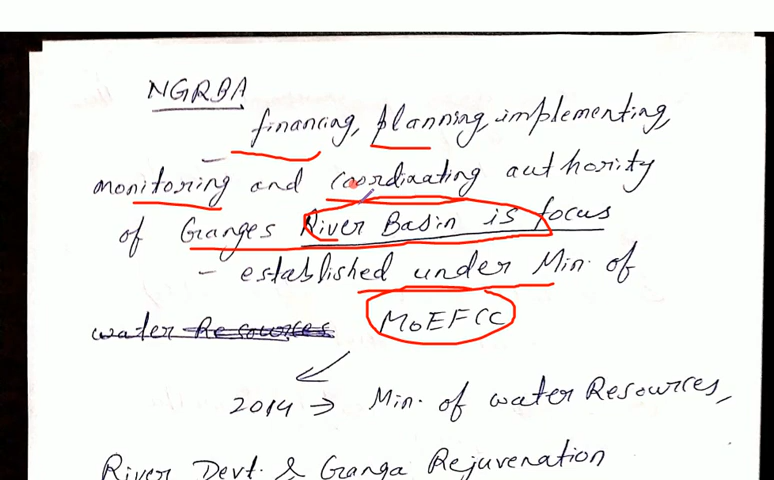 NGRBA
financing, planning, implementing,
monitoring and coordinating authority
of Ganges River Basin is focus
- established under Min. of
water Resources MoEFCC
2014 → Min. of water Resources,
River Devt. & Ganga Rejuvenation